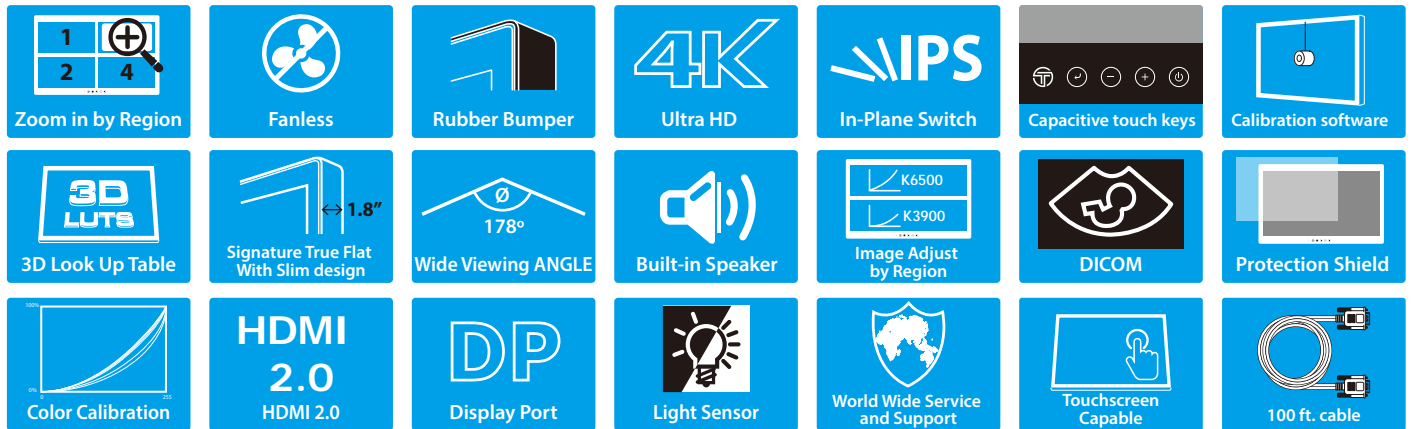 1
2 4
Zoom in by Region
Fanless
Rubber Bumper
4K
Ultra HD
IPS
In-Plane Switch
Capacitive touch keys
Calibration software
3D
LUTS
3D Look Up Table
1.8”
Signature True Flat
With Slim design
Ø
178º
Wide Viewing ANGLE
Built-in Speaker
K6500
K3900
Image Adjust
by Region
DICOM
Protection Shield
100%
0%
0 255
Color Calibration
HDMI
2.0
HDMI 2.0
DP
Display Port
Light Sensor
World Wide Service
and Support
Touchscreen
Capable
100 ft. cable